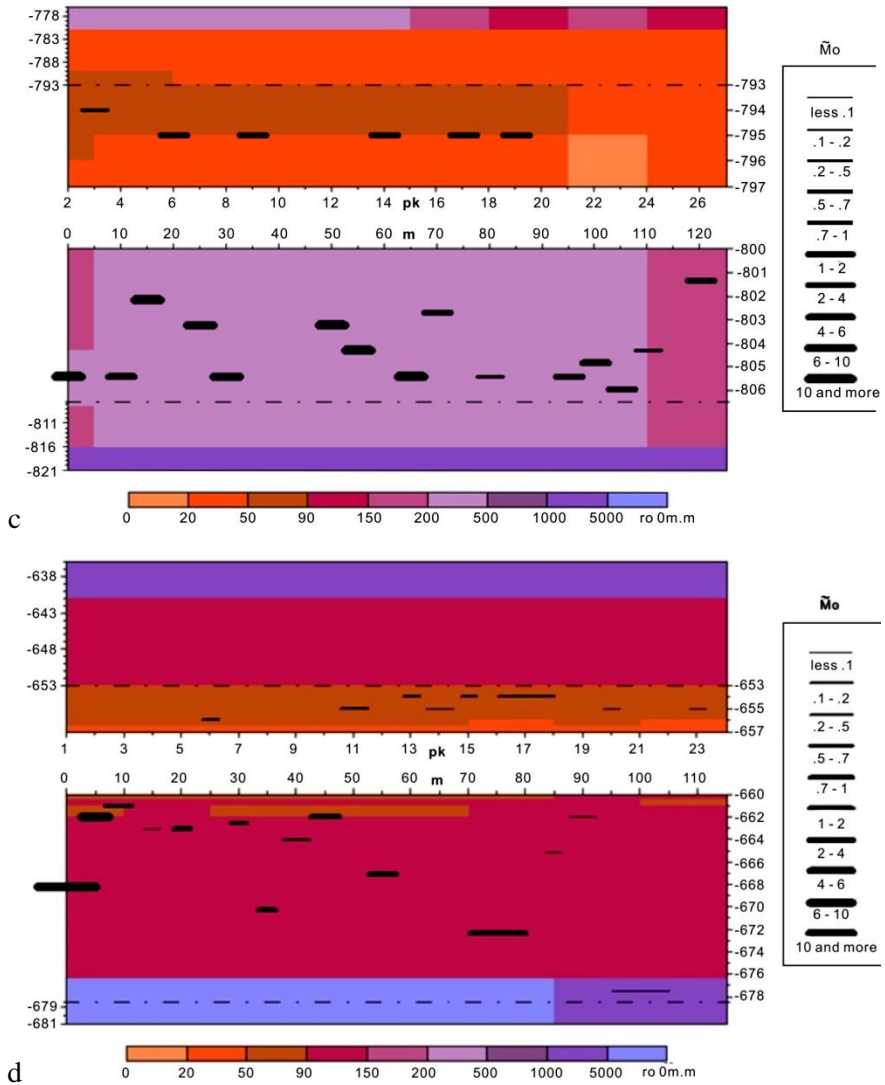 -778
-783
-788
-793
-793
-794
-795
-796
-797
2 4 6 8 10 12 14 pk 16 18 20 22 24 26
0 10 20 30 40 50 60 m 70 80 90 100 110 120
-800
-801
-802
-803
-804
-805
-806
-811
-816
-821
0 20 50 90 150 200 500 1000 5000 ro 0m.m
c
M̃o
less .1
.1 - .2
.2 - .5
.5 - .7
.7 - 1
1 - 2
2 - 4
4 - 6
6 - 10
10 and more
-638
-643
-648
-653
-653
-655
-657
1 3 5 7 9 11 13 pk 15 17 19 21 23
0 10 20 30 40 50 60 m 70 80 90 100 110
-660
-662
-664
-666
-668
-670
-672
-674
-676
-678
-679
-681
0 20 50 90 150 200 500 1000 5000 ro 0m.m
d
M̃o
less .1
.1 - .2
.2 - .5
.5 - .7
.7 - 1
1 - 2
2 - 4
4 - 6
6 - 10
10 and more